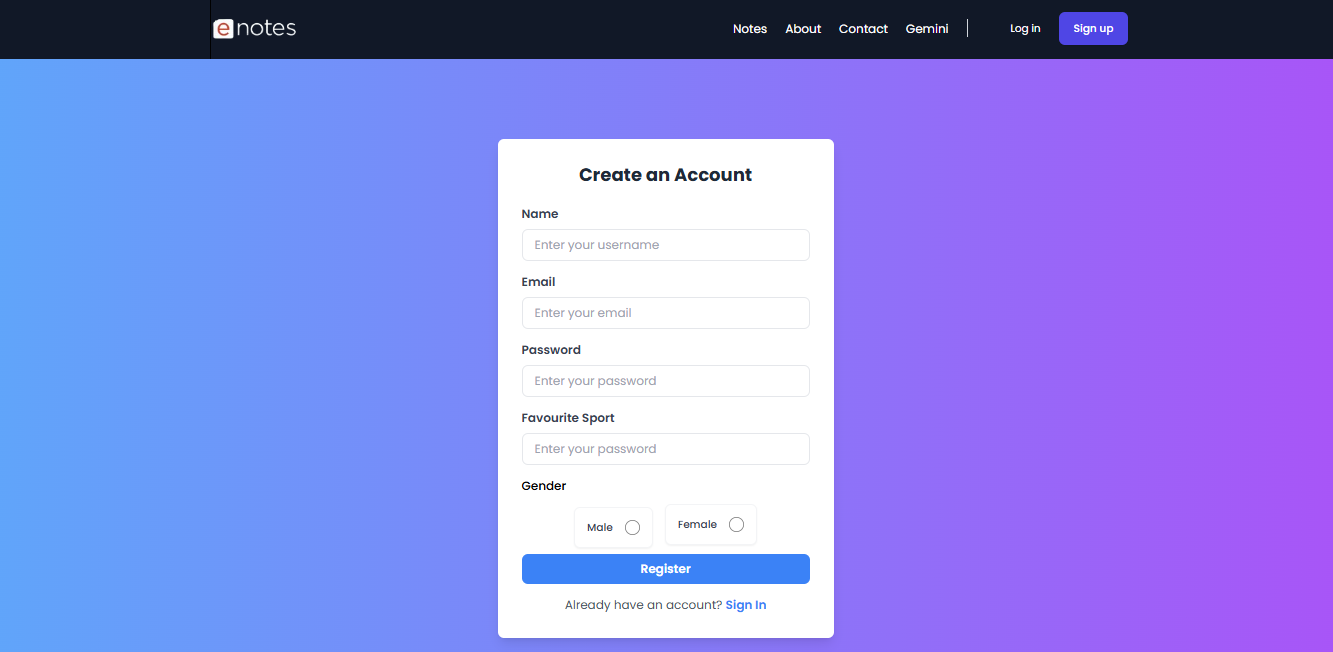 enotes
Notes About Contact Gemini Log in Sign up
Create an Account
Name
Enter your username
Email
Enter your email
Password
Enter your password
Favourite Sport
Enter your password
Gender
Male Female
Register
Already have an account? Sign In